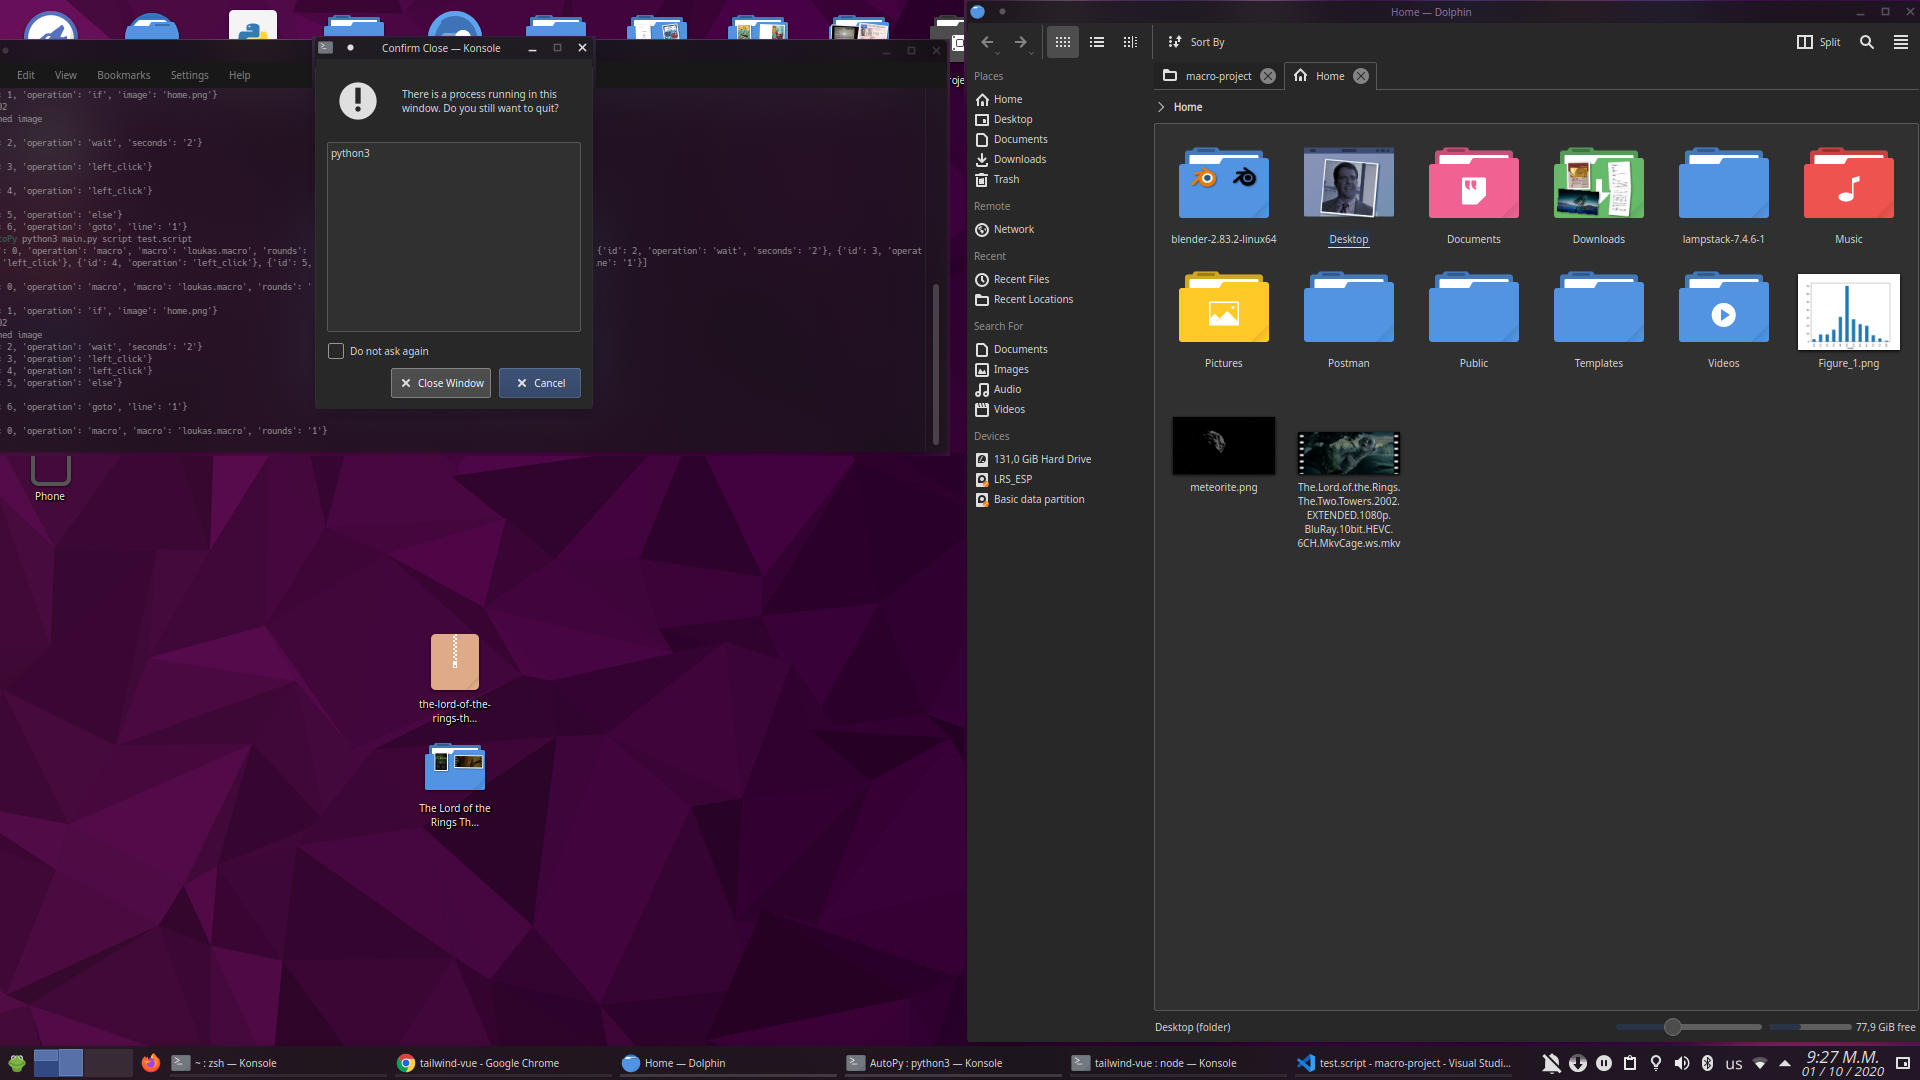 Confirm Close — Konsole
Edit View Bookmarks Settings Help
There is a process running in this
window. Do you still want to quit?
python3
Do not ask again
Close Window
Cancel
: 1, 'operation': 'if', 'image': 'home.png'}
02
ned image
: 2, 'operation': 'wait', 'seconds': '2'}
: 3, 'operation': 'left_click'}
: 4, 'operation': 'left_click'}
: 5, 'operation': 'else'}
: 6, 'operation': 'goto', 'line': '1'}
toPy python3 main.py script test.script
': 0, 'operation': 'macro', 'macro': 'loukas.macro', 'rounds': {'id': 2, 'operation': 'wait', 'seconds': '2'}, {'id': 3, 'operat
'left_click'}, {'id': 4, 'operation': 'left_click'}, {'id': 5, ne': '1'}]
: 0, 'operation': 'macro', 'macro': 'loukas.macro', 'rounds': '
: 1, 'operation': 'if', 'image': 'home.png'}
02
ned image
: 2, 'operation': 'wait', 'seconds': '2'}
: 3, 'operation': 'left_click'}
: 4, 'operation': 'left_click'}
: 5, 'operation': 'else'}
: 6, 'operation': 'goto', 'line': '1'}
: 0, 'operation': 'macro', 'macro': 'loukas.macro', 'rounds': '1'}
Phone
the-lord-of-the-
rings-th...
The Lord of the
Rings Th...
Home — Dolphin
Sort By
Split
Places
Home
Desktop
Documents
Downloads
Trash
Remote
Network
Recent
Recent Files
Recent Locations
Search For
Documents
Images
Audio
Videos
Devices
131,0 GiB Hard Drive
LRS_ESP
Basic data partition
macro-project
Home
Home
blender-2.83.2-linux64
Desktop
Documents
Downloads
lampstack-7.4.6-1
Music
Pictures
Postman
Public
Templates
Videos
Figure_1.png
meteorite.png
The.Lord.of.the.Rings.
The.Two.Towers.2002.
EXTENDED.1080p.
BluRay.10bit.HEVC.
6CH.MkvCage.ws.mkv
Desktop (folder)
77,9 GiB free
~ : zsh — Konsole
tailwind-vue - Google Chrome
Home — Dolphin
AutoPy : python3 — Konsole
tailwind-vue : node — Konsole
test.script - macro-project - Visual Studi...
us
9:27 Μ.Μ.
01 / 10 / 2020